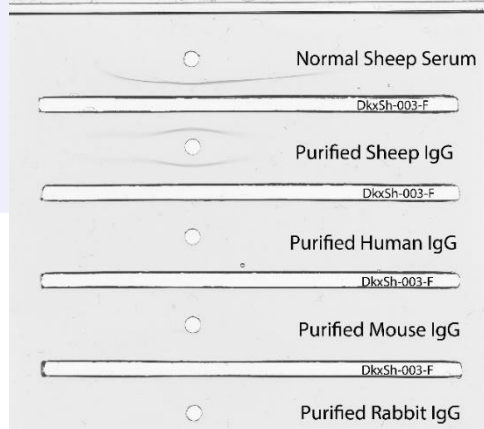 Normal Sheep Serum
DkxSh-003-F
Purified Sheep IgG
DkxSh-003-F
Purified Human IgG
DkxSh-003-F
Purified Mouse IgG
DkxSh-003-F
Purified Rabbit IgG